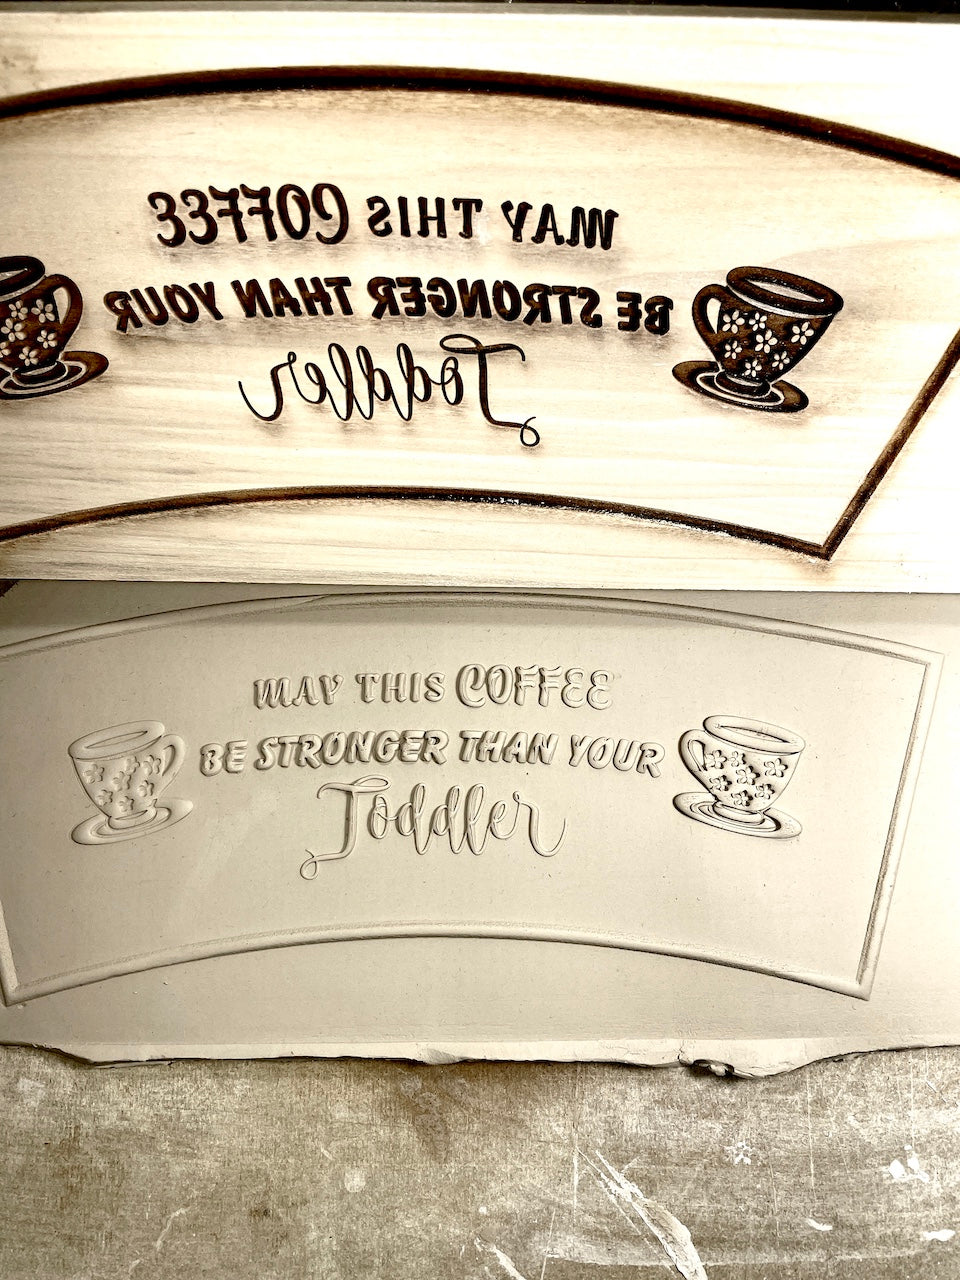 MAY THIS COFFEE
BE STRONGER THAN YOUR
Toddler
MAY THIS COFFEE
BE STRONGER THAN YOUR
Toddler